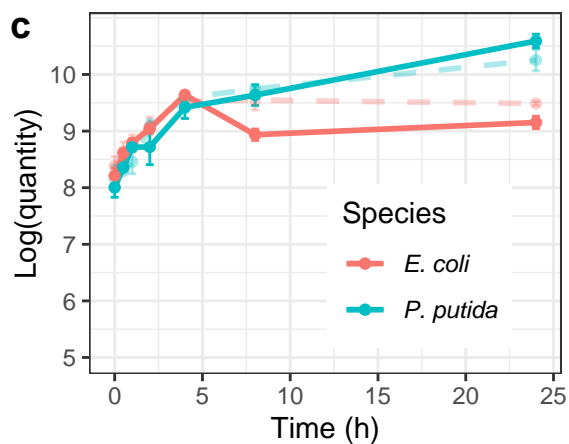 c
Log(quantity)
10
9
8
7
6
5
Species
E. coli
P. putida
0
5
10
15
20
25
Time (h)